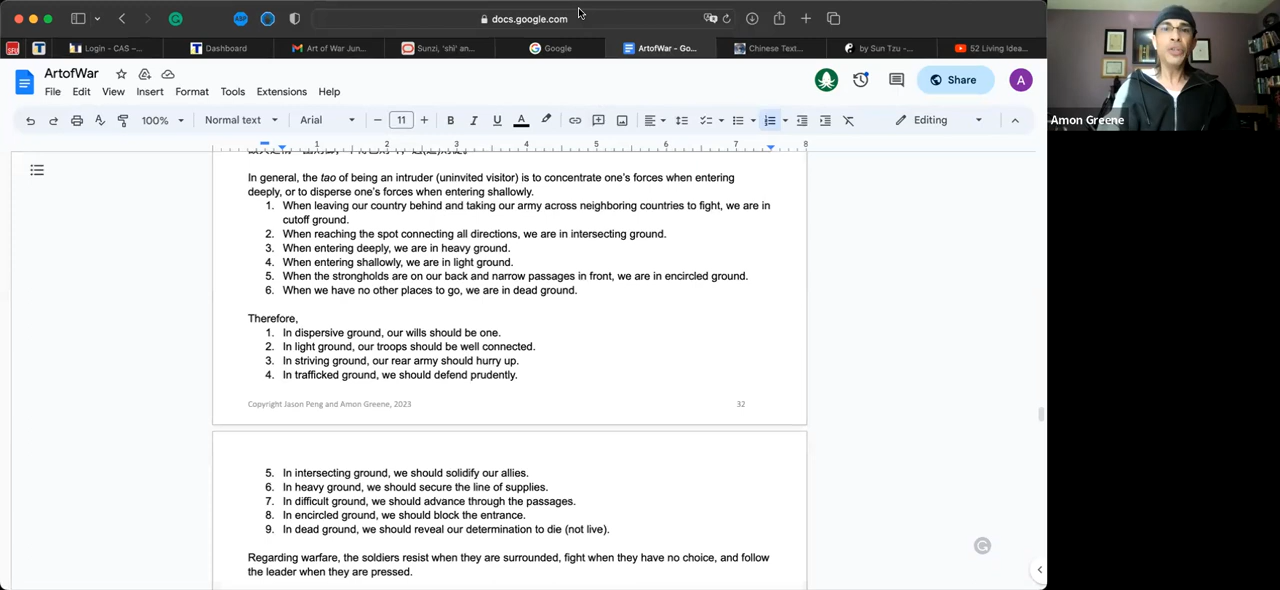 docs.google.com
Login - CAS –...
Dashboard
Art of War Jun...
Sunzi, 'shi' an...
Google
ArtofWar - Go...
Chinese Text...
by Sun Tzu -...
52 Living Idea...
ArtofWar
File Edit View Insert Format Tools Extensions Help
Share
A
100% Normal text Arial 11 Editing
1 2 3 4 5 6 7 8
In general, the tao of being an intruder (uninvited visitor) is to concentrate one's forces when entering
deeply, or to disperse one's forces when entering shallowly.
1. When leaving our country behind and taking our army across neighboring countries to fight, we are in
cutoff ground.
2. When reaching the spot connecting all directions, we are in intersecting ground.
3. When entering deeply, we are in heavy ground.
4. When entering shallowly, we are in light ground.
5. When the strongholds are on our back and narrow passages in front, we are in encircled ground.
6. When we have no other places to go, we are in dead ground.
Therefore,
1. In dispersive ground, our wills should be one.
2. In light ground, our troops should be well connected.
3. In striving ground, our rear army should hurry up.
4. In trafficked ground, we should defend prudently.
Copyright Jason Peng and Amon Greene, 2023 32
5. In intersecting ground, we should solidify our allies.
6. In heavy ground, we should secure the line of supplies.
7. In difficult ground, we should advance through the passages.
8. In encircled ground, we should block the entrance.
9. In dead ground, we should reveal our determination to die (not live).
Regarding warfare, the soldiers resist when they are surrounded, fight when they have no choice, and follow
the leader when they are pressed.
Amon Greene